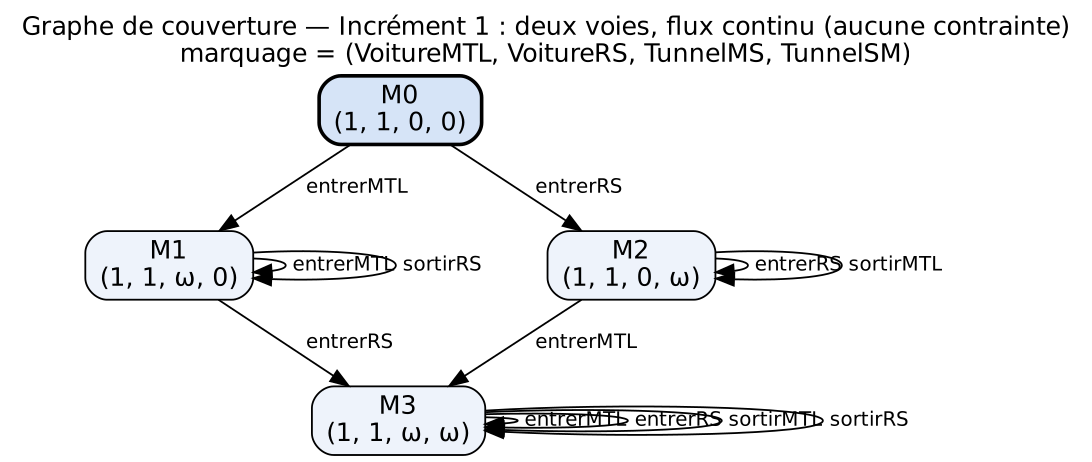 Graphe de couverture — Incrément 1 : deux voies, flux continu (aucune contrainte)
marquage = (VoitureMTL, VoitureRS, TunnelMS, TunnelSM)
M0
(1, 1, 0, 0)
entrerMTL
entrerRS
M1
(1, 1, ω, 0)
entrerMTL
sortirRS
M2
(1, 1, 0, ω)
entrerRS
sortirMTL
entrerRS
entrerMTL
M3
(1, 1, ω, ω)
entrerMTL
entrerRS
sortirMTL
sortirRS